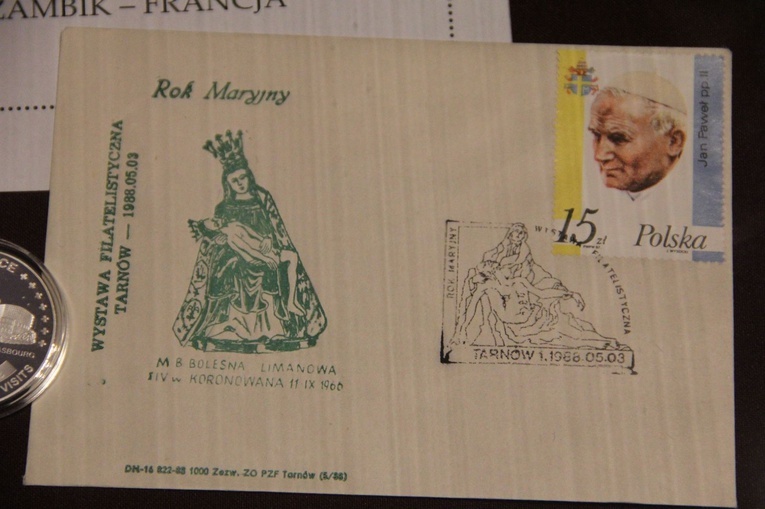 ZAMBIK – FRANCJA
Rok Maryjny
WYSTAWA FILATELISTYCZNA
TARNÓW — 1988.05.03
M B BOLESNA LIMANOWA
XIV w KORONOWANA 11 IX 1966
DN-16 822-88 1000 Zezw. ZO PZF Tarnów (5/88)
Jan Paweł pp II
15 zł
Polska
ROK MARYJNY
WYSTAWA FILATELISTYCZNA
TARNÓW 1.1988.05.03
VISITS